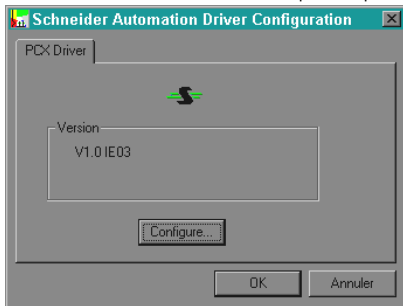 Schneider Automation Driver Configuration
PCX Driver
Version
V1.0 IE03
Configure...
OK Annuler